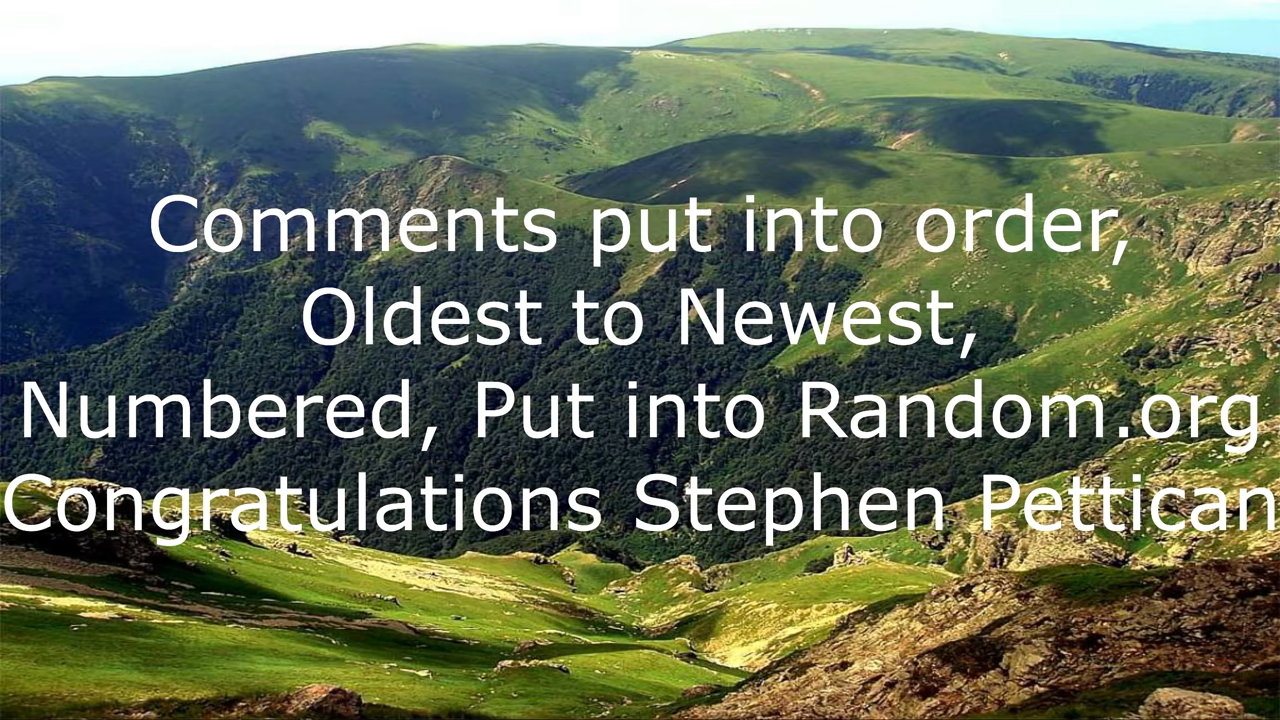 Comments put into order,
Oldest to Newest,
Numbered, Put into Random.org
Congratulations Stephen Pettican